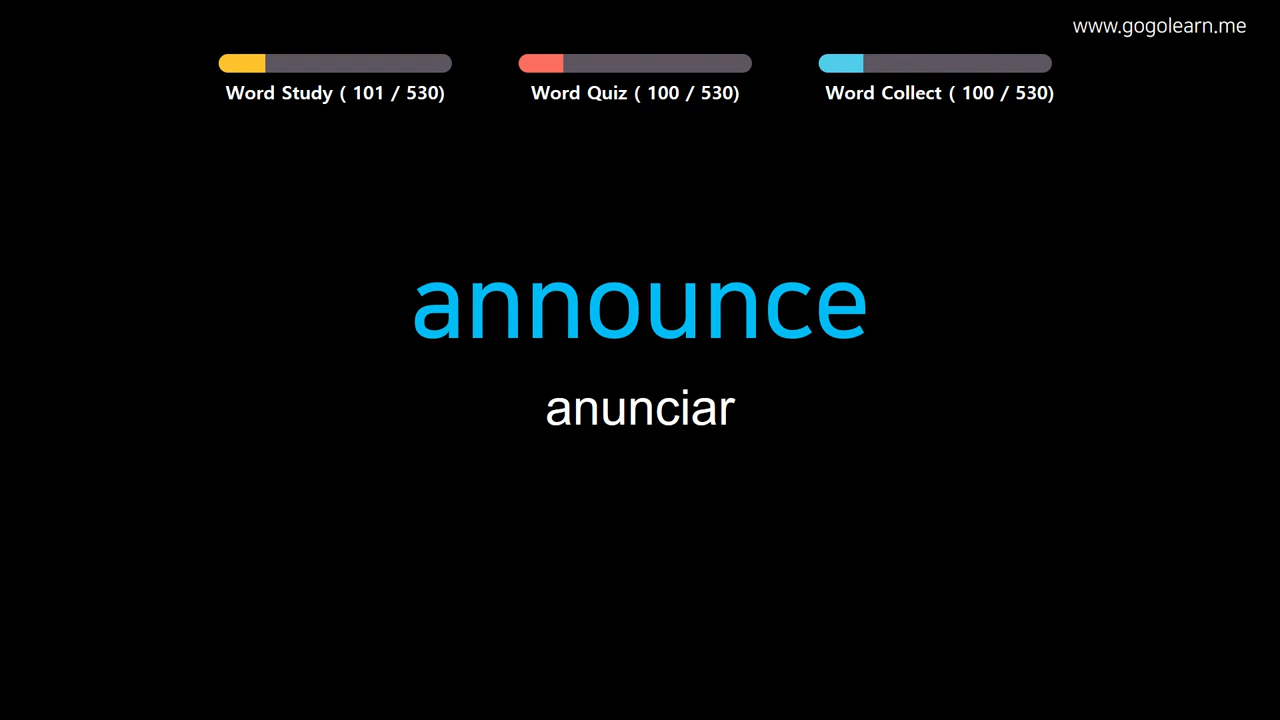 www.gogolearn.me
Word Study ( 101 / 530)
Word Quiz ( 100 / 530)
Word Collect ( 100 / 530)
announce
anunciar